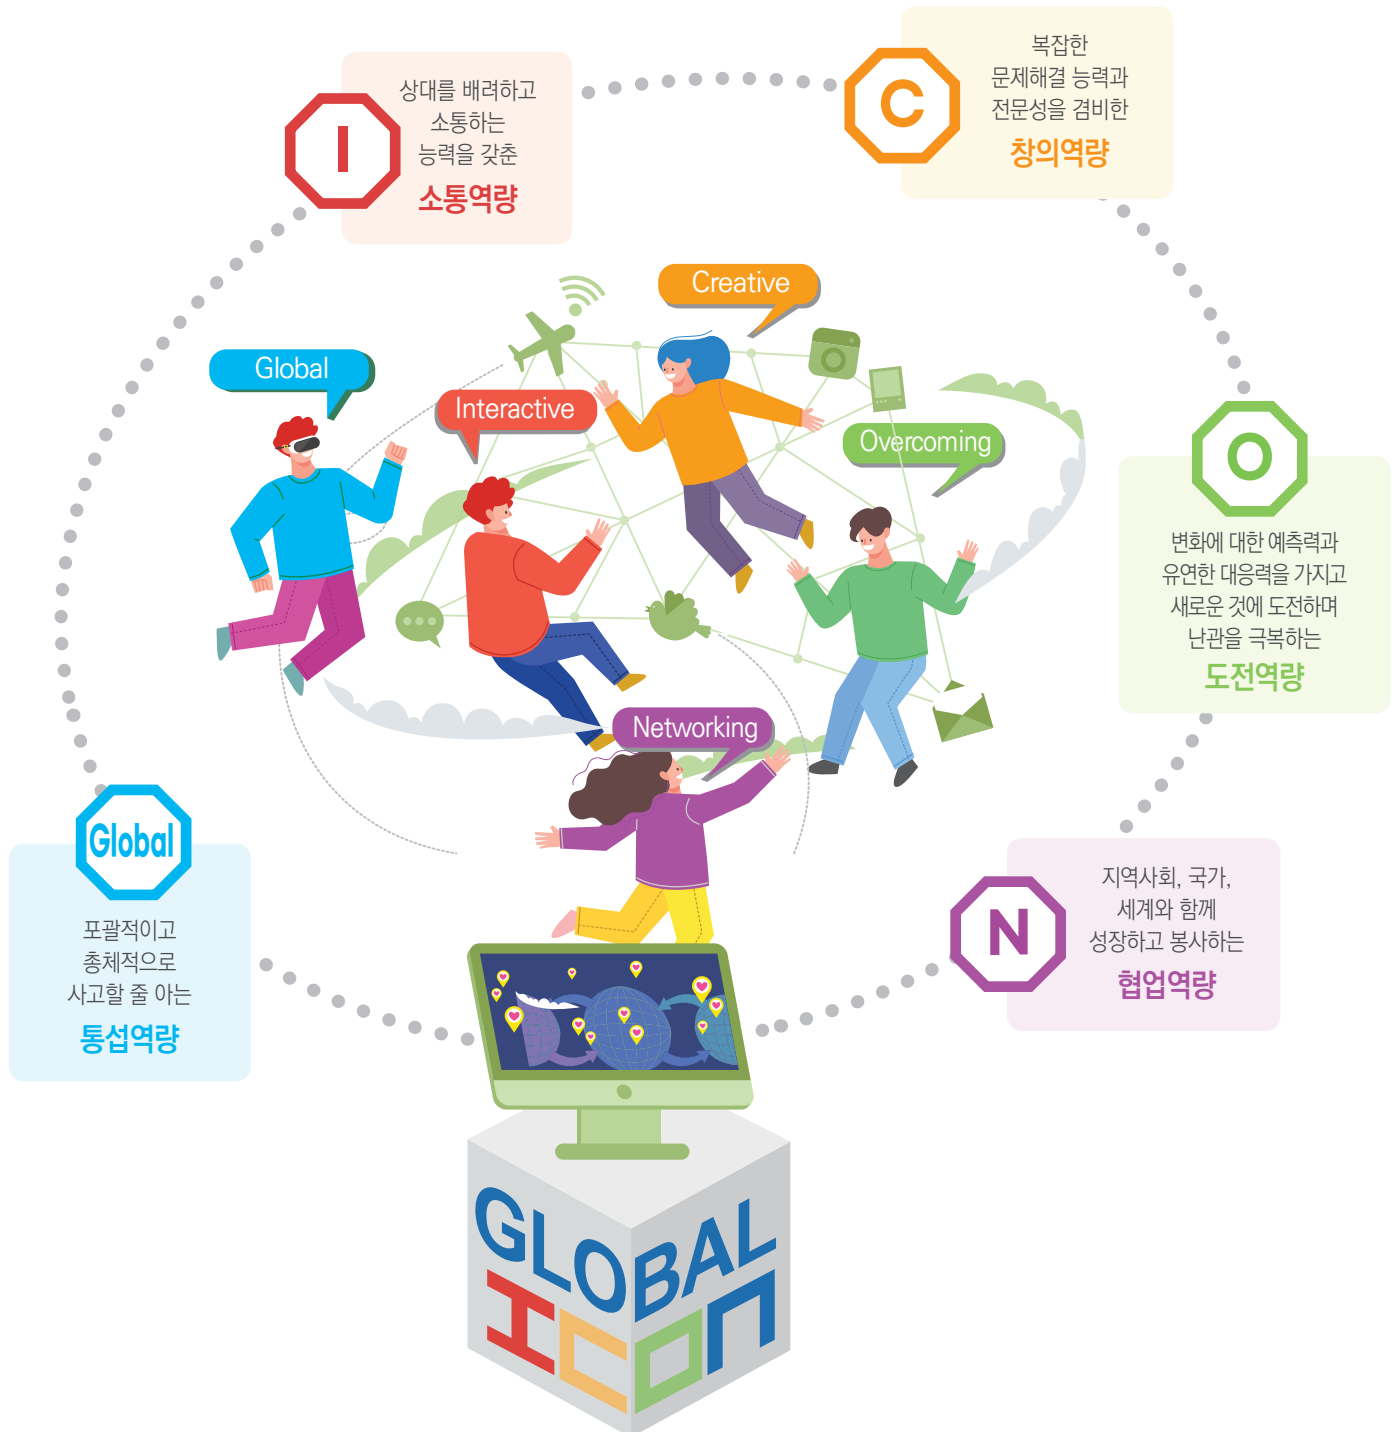 I
상대를 배려하고
소통하는
능력을 갖춘
소통역량
C
복잡한
문제해결 능력과
전문성을 겸비한
창의역량
Creative
Global
Interactive
Overcoming
O
변화에 대한 예측력과
유연한 대응력을 가지고
새로운 것에 도전하며
난관을 극복하는
도전역량
Networking
Global
포괄적이고
총체적으로
사고할 줄 아는
통섭역량
N
지역사회, 국가,
세계와 함께
성장하고 봉사하는
협업역량
GLOBAL
ICON